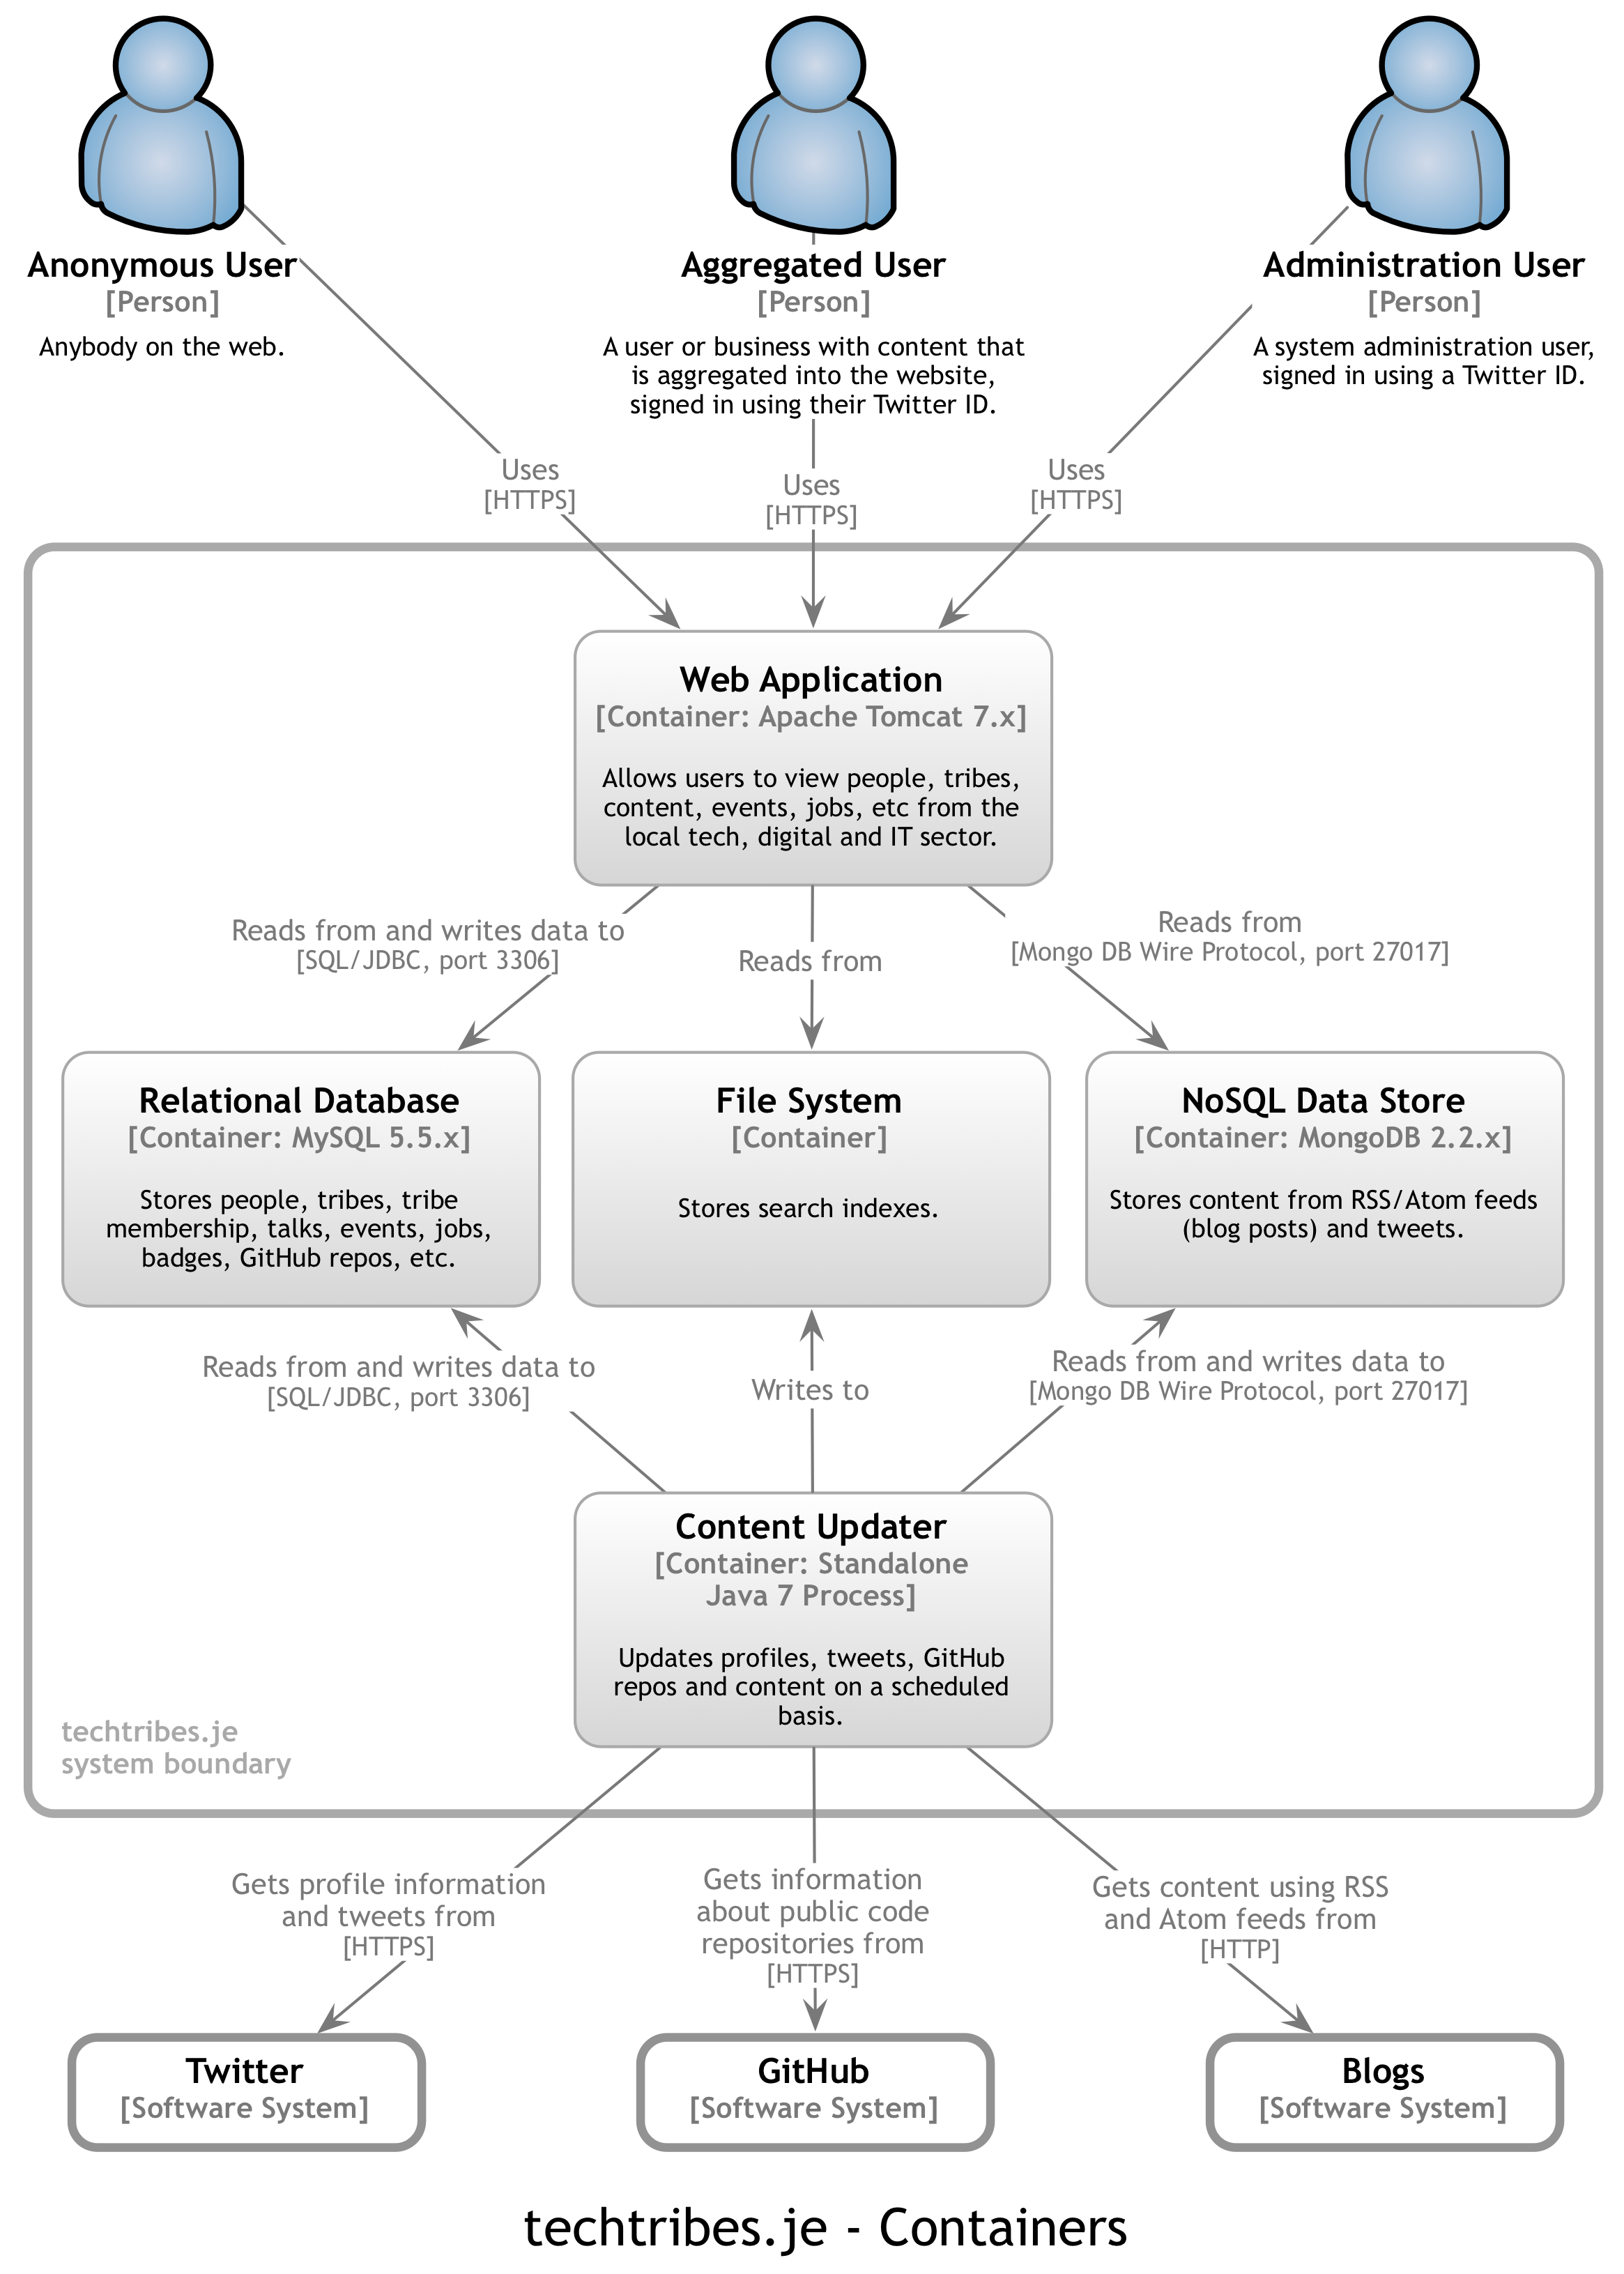 Anonymous User
[Person]
Anybody on the web.
Aggregated User
[Person]
A user or business with content that
is aggregated into the website,
signed in using their Twitter ID.
Administration User
[Person]
A system administration user,
signed in using a Twitter ID.
Uses
[HTTPS]
Uses
[HTTPS]
Uses
[HTTPS]
Web Application
[Container: Apache Tomcat 7.x]
Allows users to view people, tribes,
content, events, jobs, etc from the
local tech, digital and IT sector.
Reads from and writes data to
[SQL/JDBC, port 3306]
Reads from
Reads from
[Mongo DB Wire Protocol, port 27017]
Relational Database
[Container: MySQL 5.5.x]
Stores people, tribes, tribe
membership, talks, events, jobs,
badges, GitHub repos, etc.
File System
[Container]
Stores search indexes.
NoSQL Data Store
[Container: MongoDB 2.2.x]
Stores content from RSS/Atom feeds
(blog posts) and tweets.
Reads from and writes data to
[SQL/JDBC, port 3306]
Writes to
Reads from and writes data to
[Mongo DB Wire Protocol, port 27017]
Content Updater
[Container: Standalone
Java 7 Process]
Updates profiles, tweets, GitHub
repos and content on a scheduled
basis.
techtribes.je
system boundary
Gets profile information
and tweets from
[HTTPS]
Gets information
about public code
repositories from
[HTTPS]
Gets content using RSS
and Atom feeds from
[HTTP]
Twitter
[Software System]
GitHub
[Software System]
Blogs
[Software System]
techtribes.je - Containers